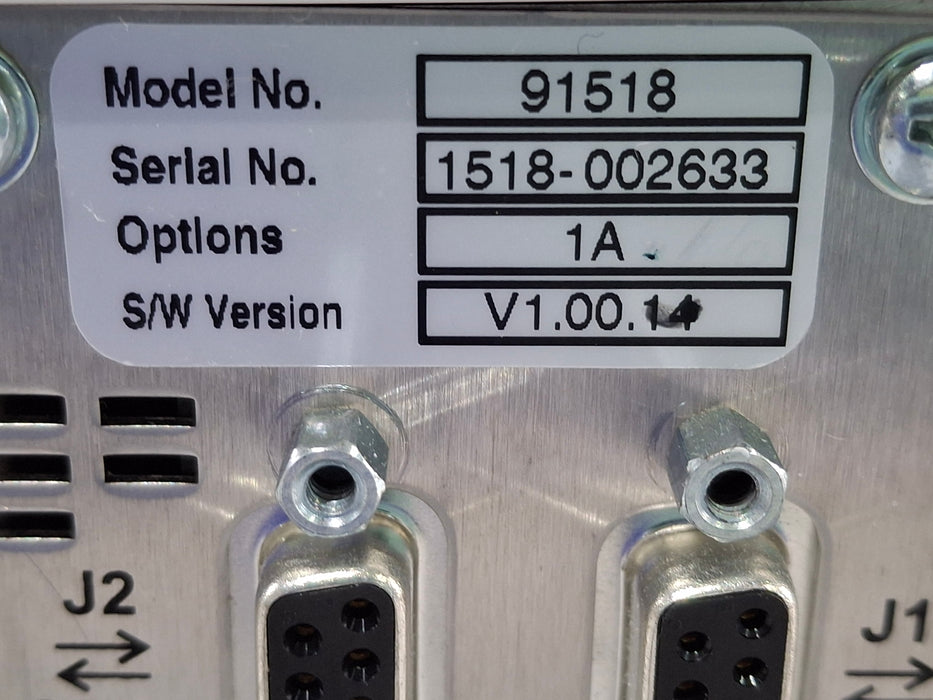 Model No. 91518
Serial No. 1518-002633
Options 1A
S/W Version V1.00.14
J2
J1